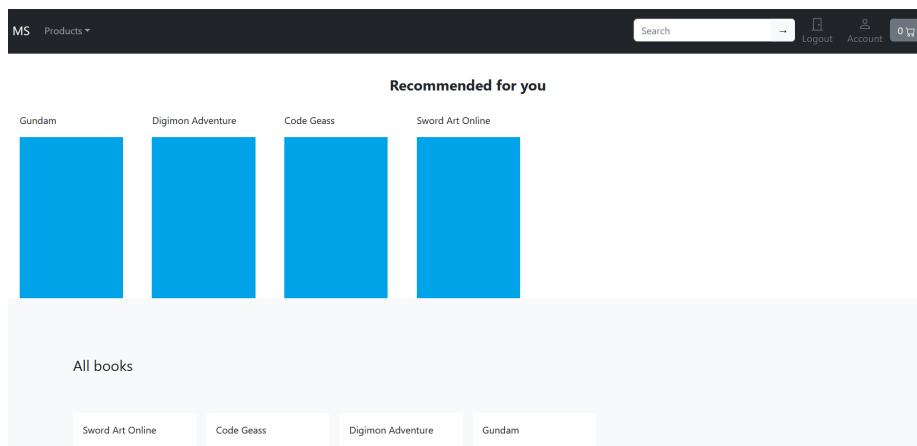 MS Products Search → Logout Account 0
Recommended for you
Gundam Digimon Adventure Code Geass Sword Art Online
All books
Sword Art Online Code Geass Digimon Adventure Gundam